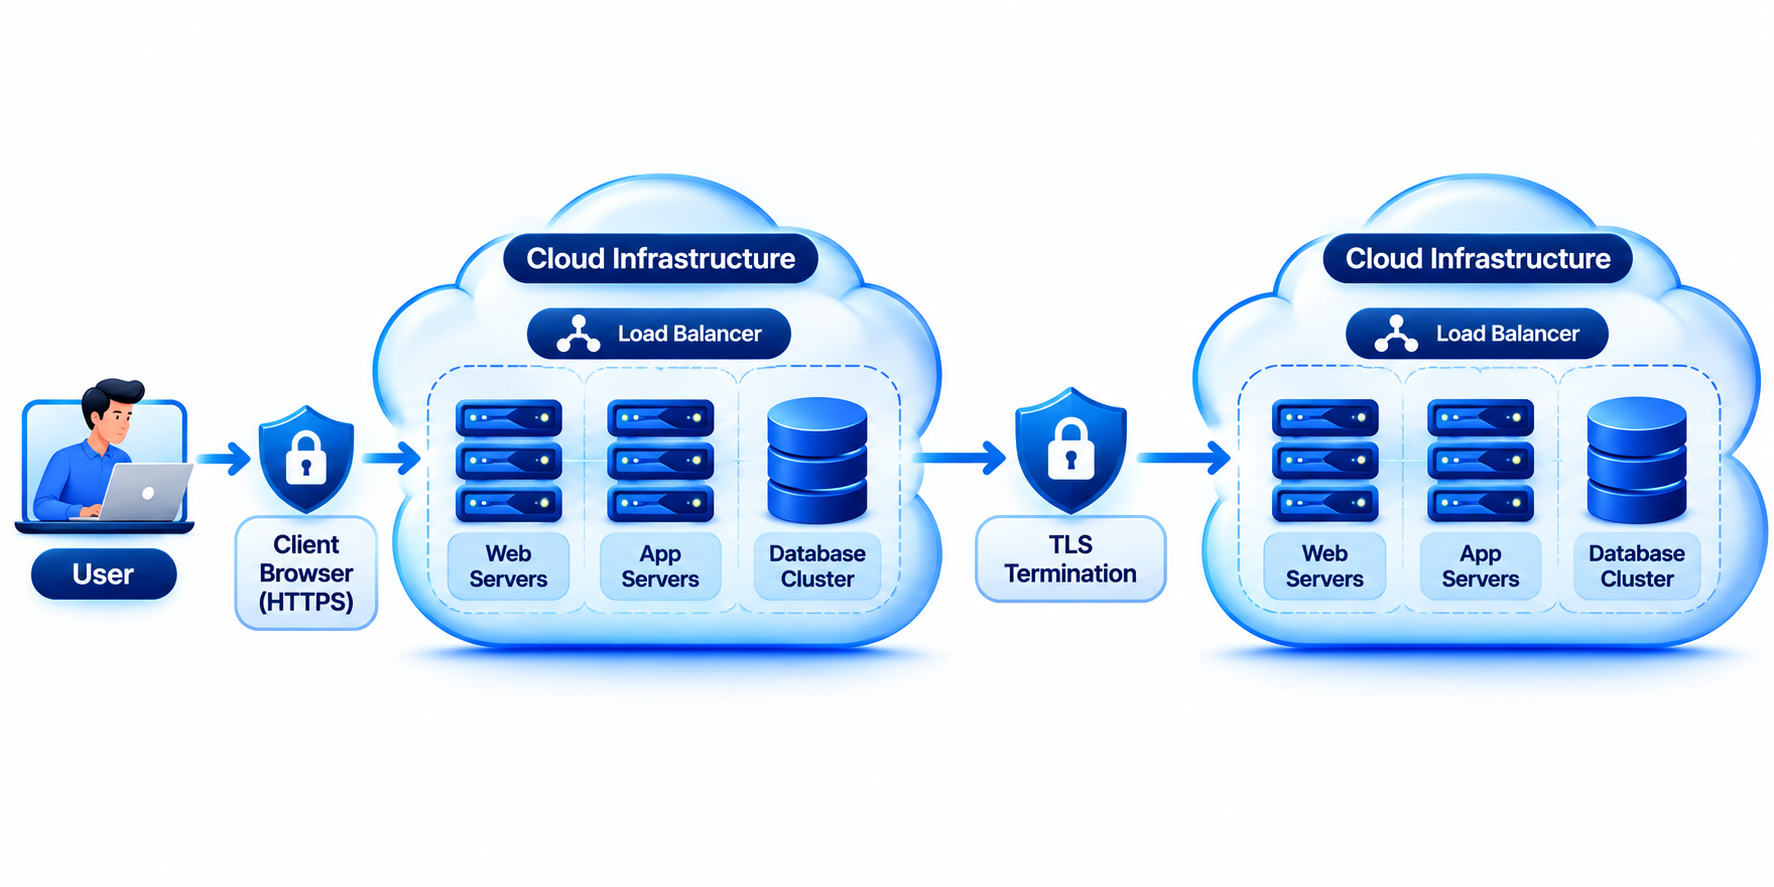 User
Client
Browser
(HTTPS)
Cloud Infrastructure
Load Balancer
Web
Servers
App
Servers
Database
Cluster
TLS
Termination
Cloud Infrastructure
Load Balancer
Web
Servers
App
Servers
Database
Cluster